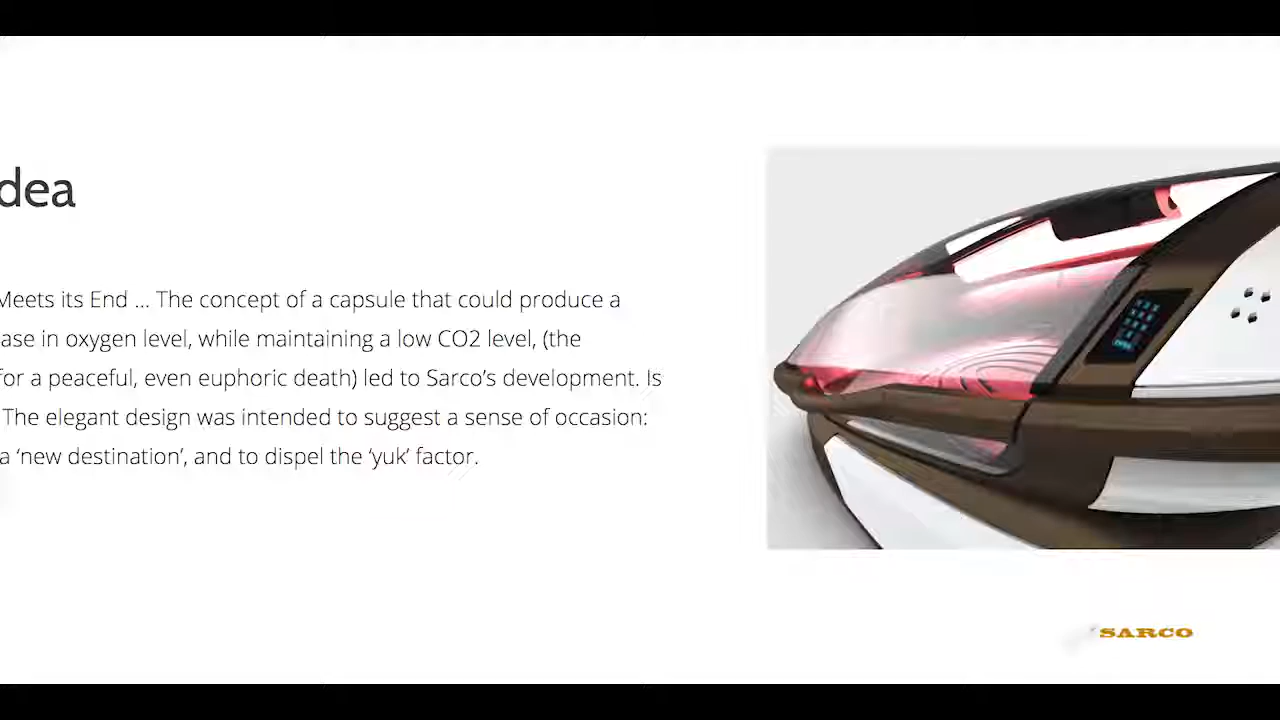 dea
Meets its End ... The concept of a capsule that could produce a
ase in oxygen level, while maintaining a low CO2 level, (the
for a peaceful, even euphoric death) led to Sarco’s development. Is
The elegant design was intended to suggest a sense of occasion:
a ‘new destination’, and to dispel the ‘yuk’ factor.
SARCO